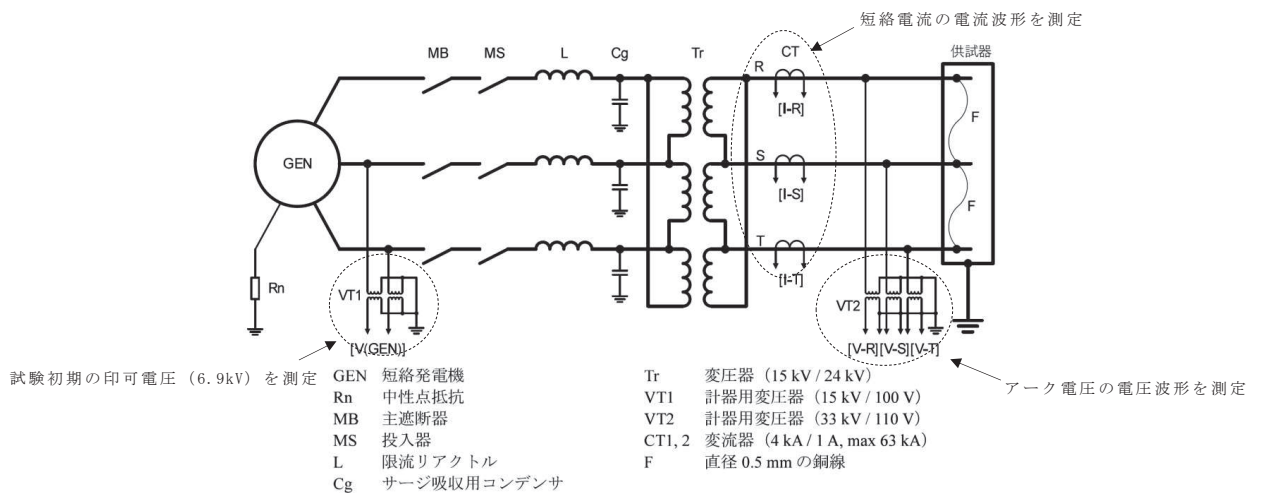 短絡電流の電流波形を測定
MB MS L Cg Tr CT 供試器
R
[I-R]
F
GEN
S
[I-S]
F
T
[I-T]
Rn
VT1
VT2
[V(GEN)]
[V-R][V-S][V-T]
試験初期の印可電圧（6.9kV）を測定
アーク電圧の電圧波形を測定
GEN 短絡発電機
Rn 中性点抵抗
MB 主遮断器
MS 投入器
L 限流リアクトル
Cg サージ吸収用コンデンサ
Tr 変圧器（15 kV / 24 kV）
VT1 計器用変圧器（15 kV / 100 V）
VT2 計器用変圧器（33 kV / 110 V）
CT1, 2 変流器（4 kA / 1 A, max 63 kA）
F 直径 0.5 mm の銅線